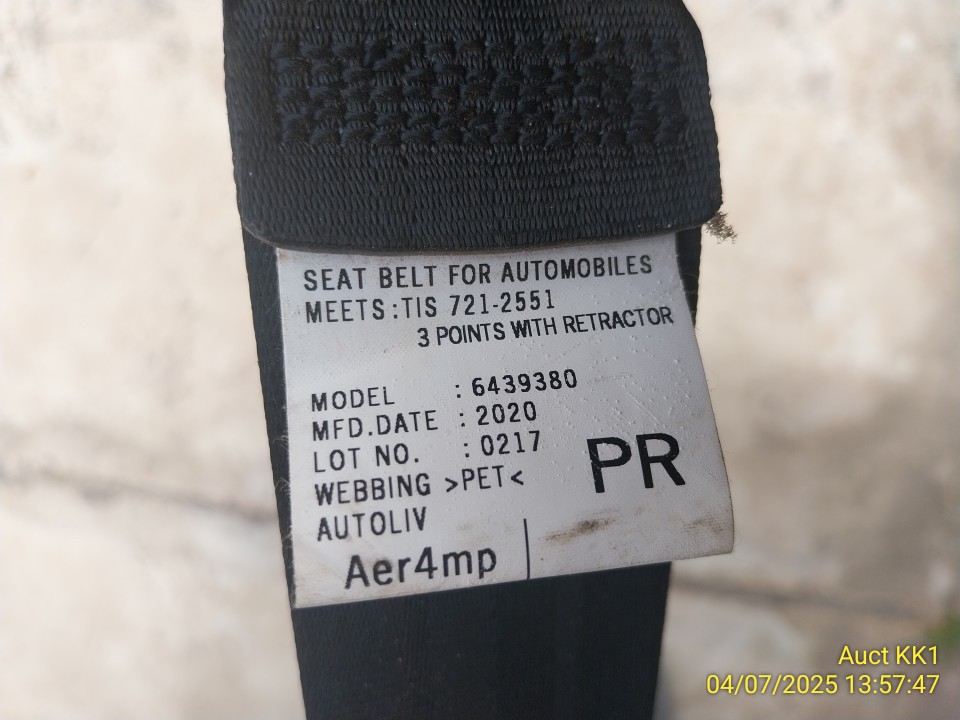 SEAT BELT FOR AUTOMOBILES
MEETS:TIS 721-2551
3 POINTS WITH RETRACTOR
MODEL : 6439380
MFD.DATE : 2020
LOT NO. : 0217
WEBBING >PET<
PR
AUTOLIV
Aer4mp
Auct KK1
04/07/2025 13:57:47